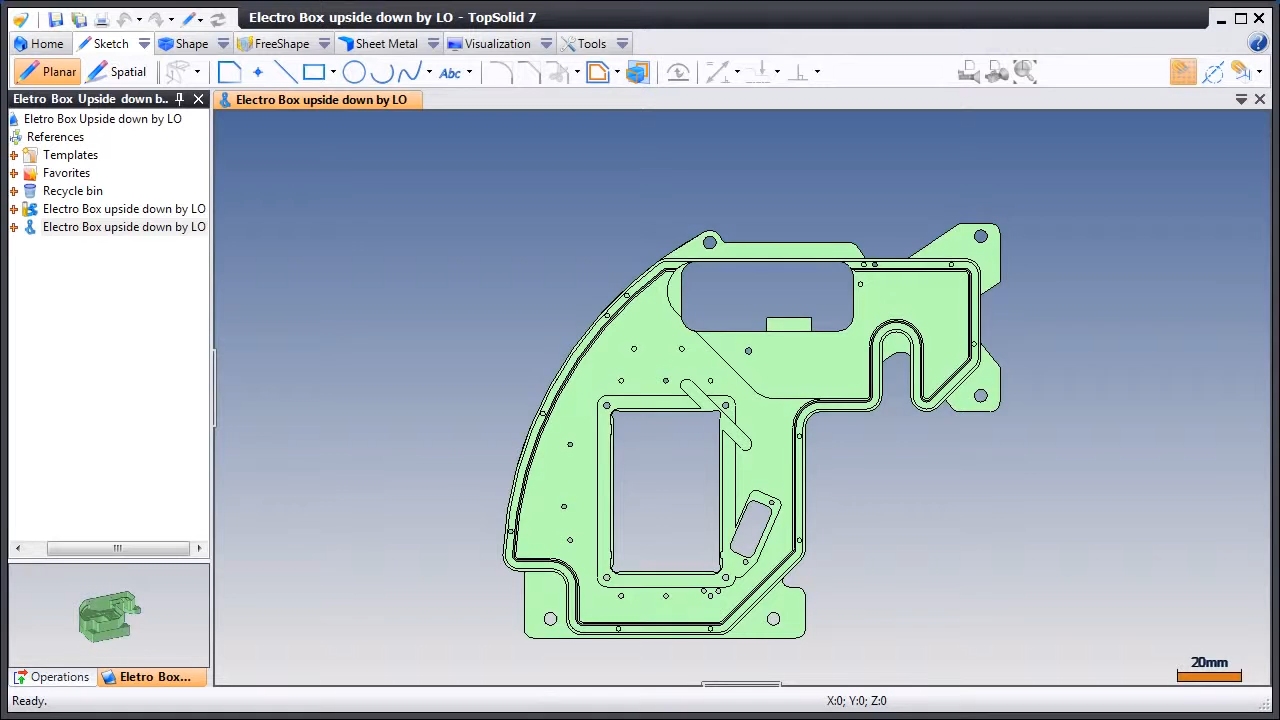 Electro Box upside down by LO - TopSolid 7
Home Sketch Shape FreeShape Sheet Metal Visualization Tools
Planar Spatial Abc
Eletro Box Upside down b.. Electro Box upside down by LO
Eletro Box Upside down by LO
References
Templates
Favorites
Recycle bin
Electro Box upside down by LO
Electro Box upside down by LO
20mm
Operations Eletro Box...
Ready. X:0; Y:0; Z:0